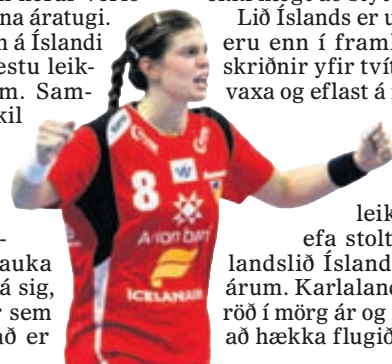 na áratugi.
á Íslandi
estu leik-
m. Sam-
kil
-
auka
á sig,
r sem
að er
Lið Íslands er u
eru enn í framl
skriðnir yfir tvít
vaxa og eflast á
leik
efa stolt
landslið Ísland
árum. Karlaland
röð í mörg ár og
að hækka flugið
8
Arion banki
ICELANDAIR